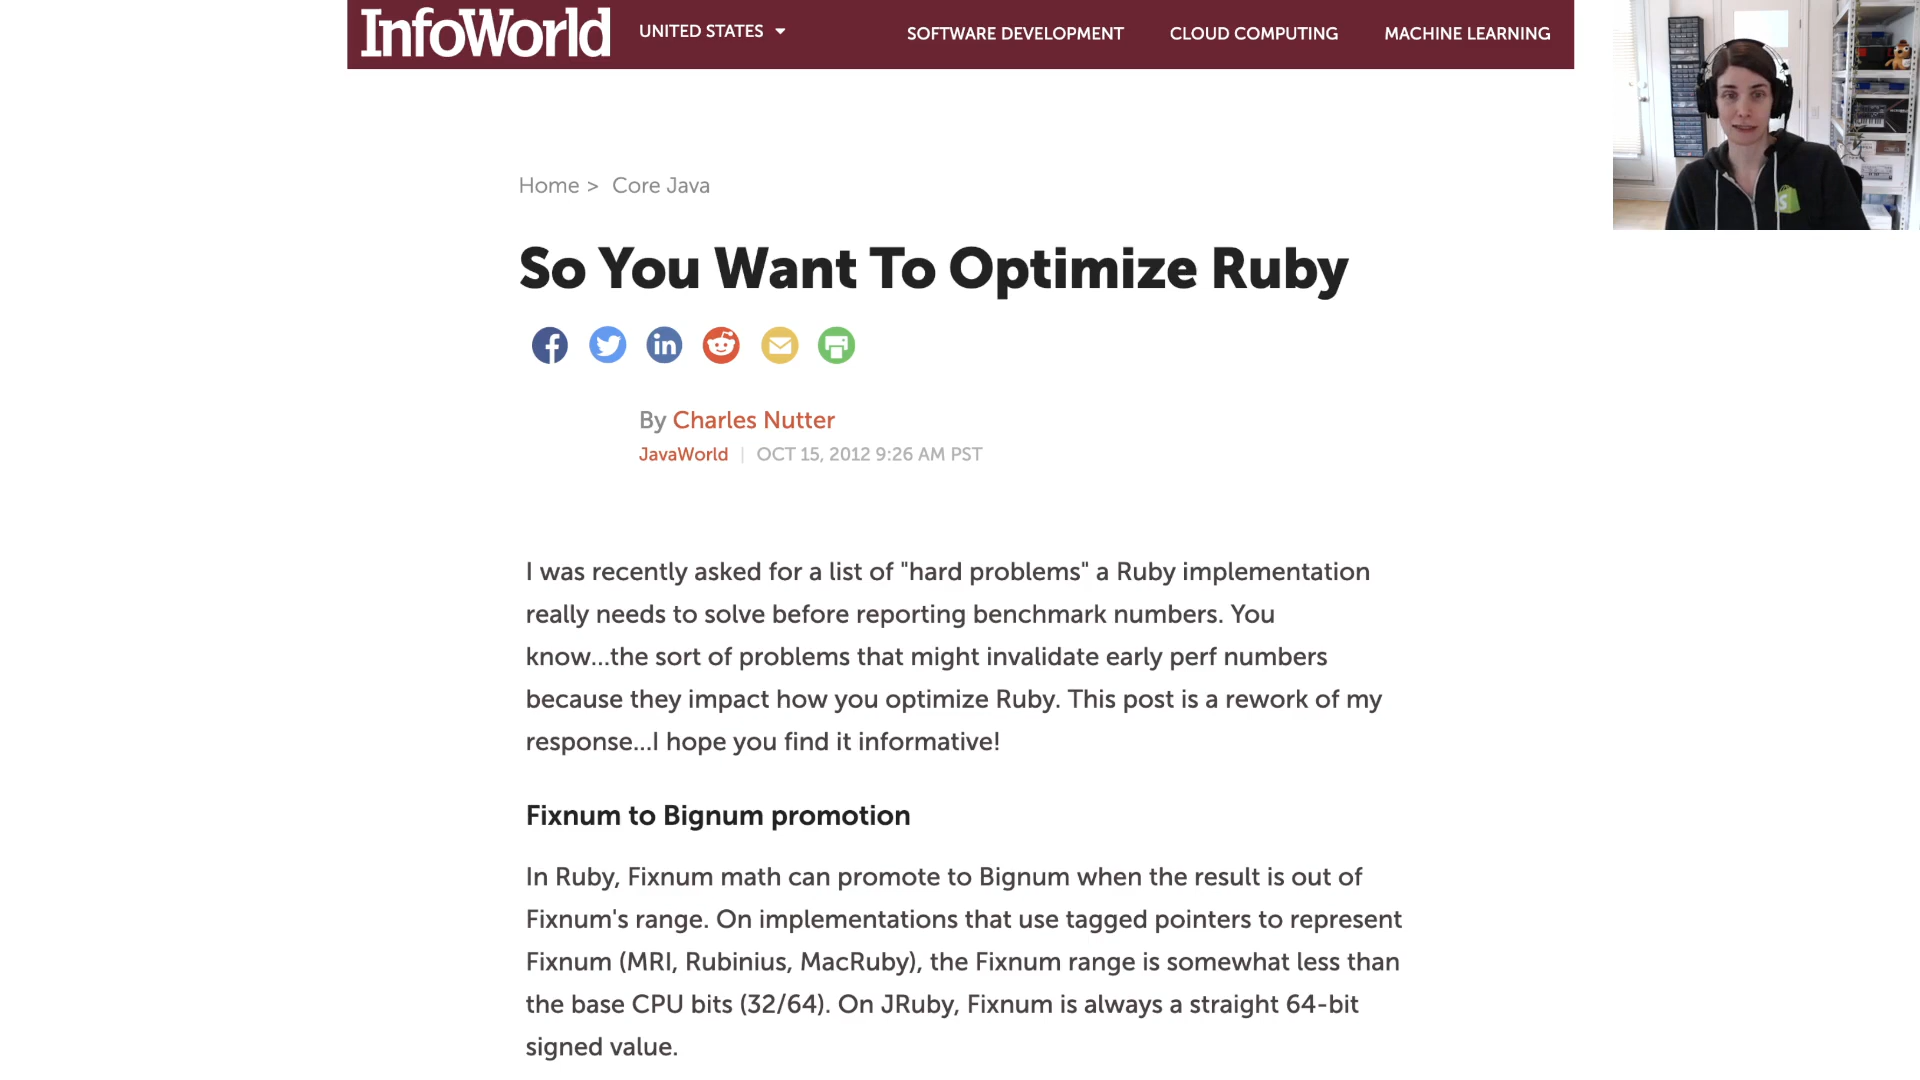 InfoWorld UNITED STATES SOFTWARE DEVELOPMENT CLOUD COMPUTING MACHINE LEARNING
Home > Core Java
So You Want To Optimize Ruby
By Charles Nutter
JavaWorld | OCT 15, 2012 9:26 AM PST
I was recently asked for a list of "hard problems" a Ruby implementation
really needs to solve before reporting benchmark numbers. You
know...the sort of problems that might invalidate early perf numbers
because they impact how you optimize Ruby. This post is a rework of my
response...I hope you find it informative!
Fixnum to Bignum promotion
In Ruby, Fixnum math can promote to Bignum when the result is out of
Fixnum's range. On implementations that use tagged pointers to represent
Fixnum (MRI, Rubinius, MacRuby), the Fixnum range is somewhat less than
the base CPU bits (32/64). On JRuby, Fixnum is always a straight 64-bit
signed value.